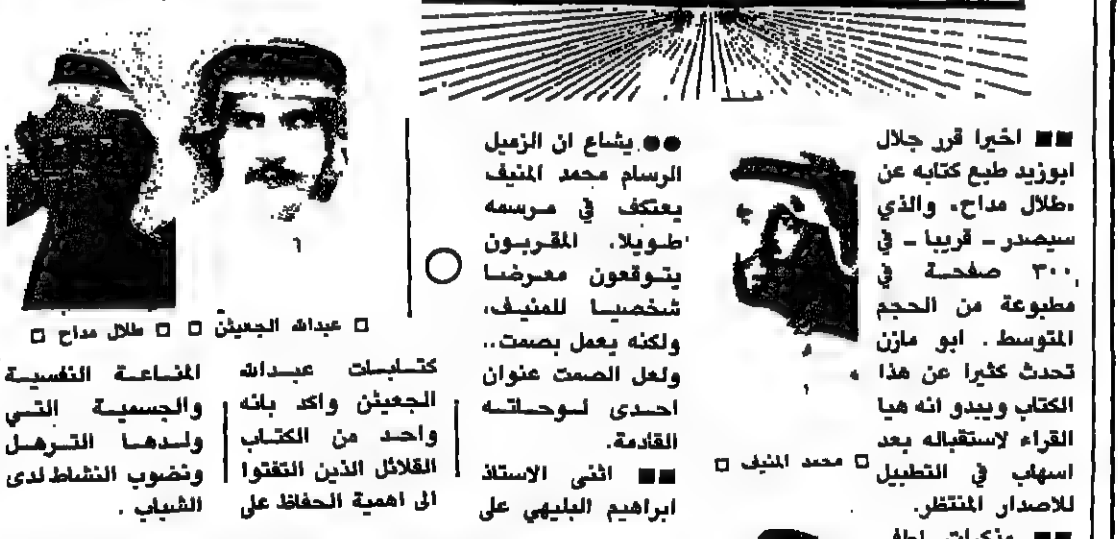 ■■ اخيرا قرر جلال
ابوزيد طبع كتابه عن
«طلال مداح» والذي
سيصدر - قريبا - في
٣٠٠ صفحة في
مطبوعة من الحجم
المتوسط . ابو مازن
تحدث كثيرا عن هذا
الكتاب ويبدو انه هيا
القراء لاستقباله بعد
اسهاب في التطبيل
للاصدار المنتظر.
■■ مذكرات
□ محمد المنيف □
●● يشاع ان الزميل
الرسام محمد المنيف
يعتكف في مرسمه
طويلا. المقربون
يتوقعون معرضا
شخصيا للمنيف،
ولكنه يعمل بصمت..
ولعل الصمت عنوان
احدى لوحاته
القادمة.
■■ اثنى الاستاذ
ابراهيم البليهي على
□ عبدالله الجعيثن □ □ طلال مداح □
كتابات عبدالله
الجعيثن واكد بانه
واحد من الكتاب
القلائل الذين التفتوا
الى اهمية الحفاظ على
المناعة النفسية
والجسمية التي
ولدها الترهل
ونضوب النشاط لدى
الشباب .